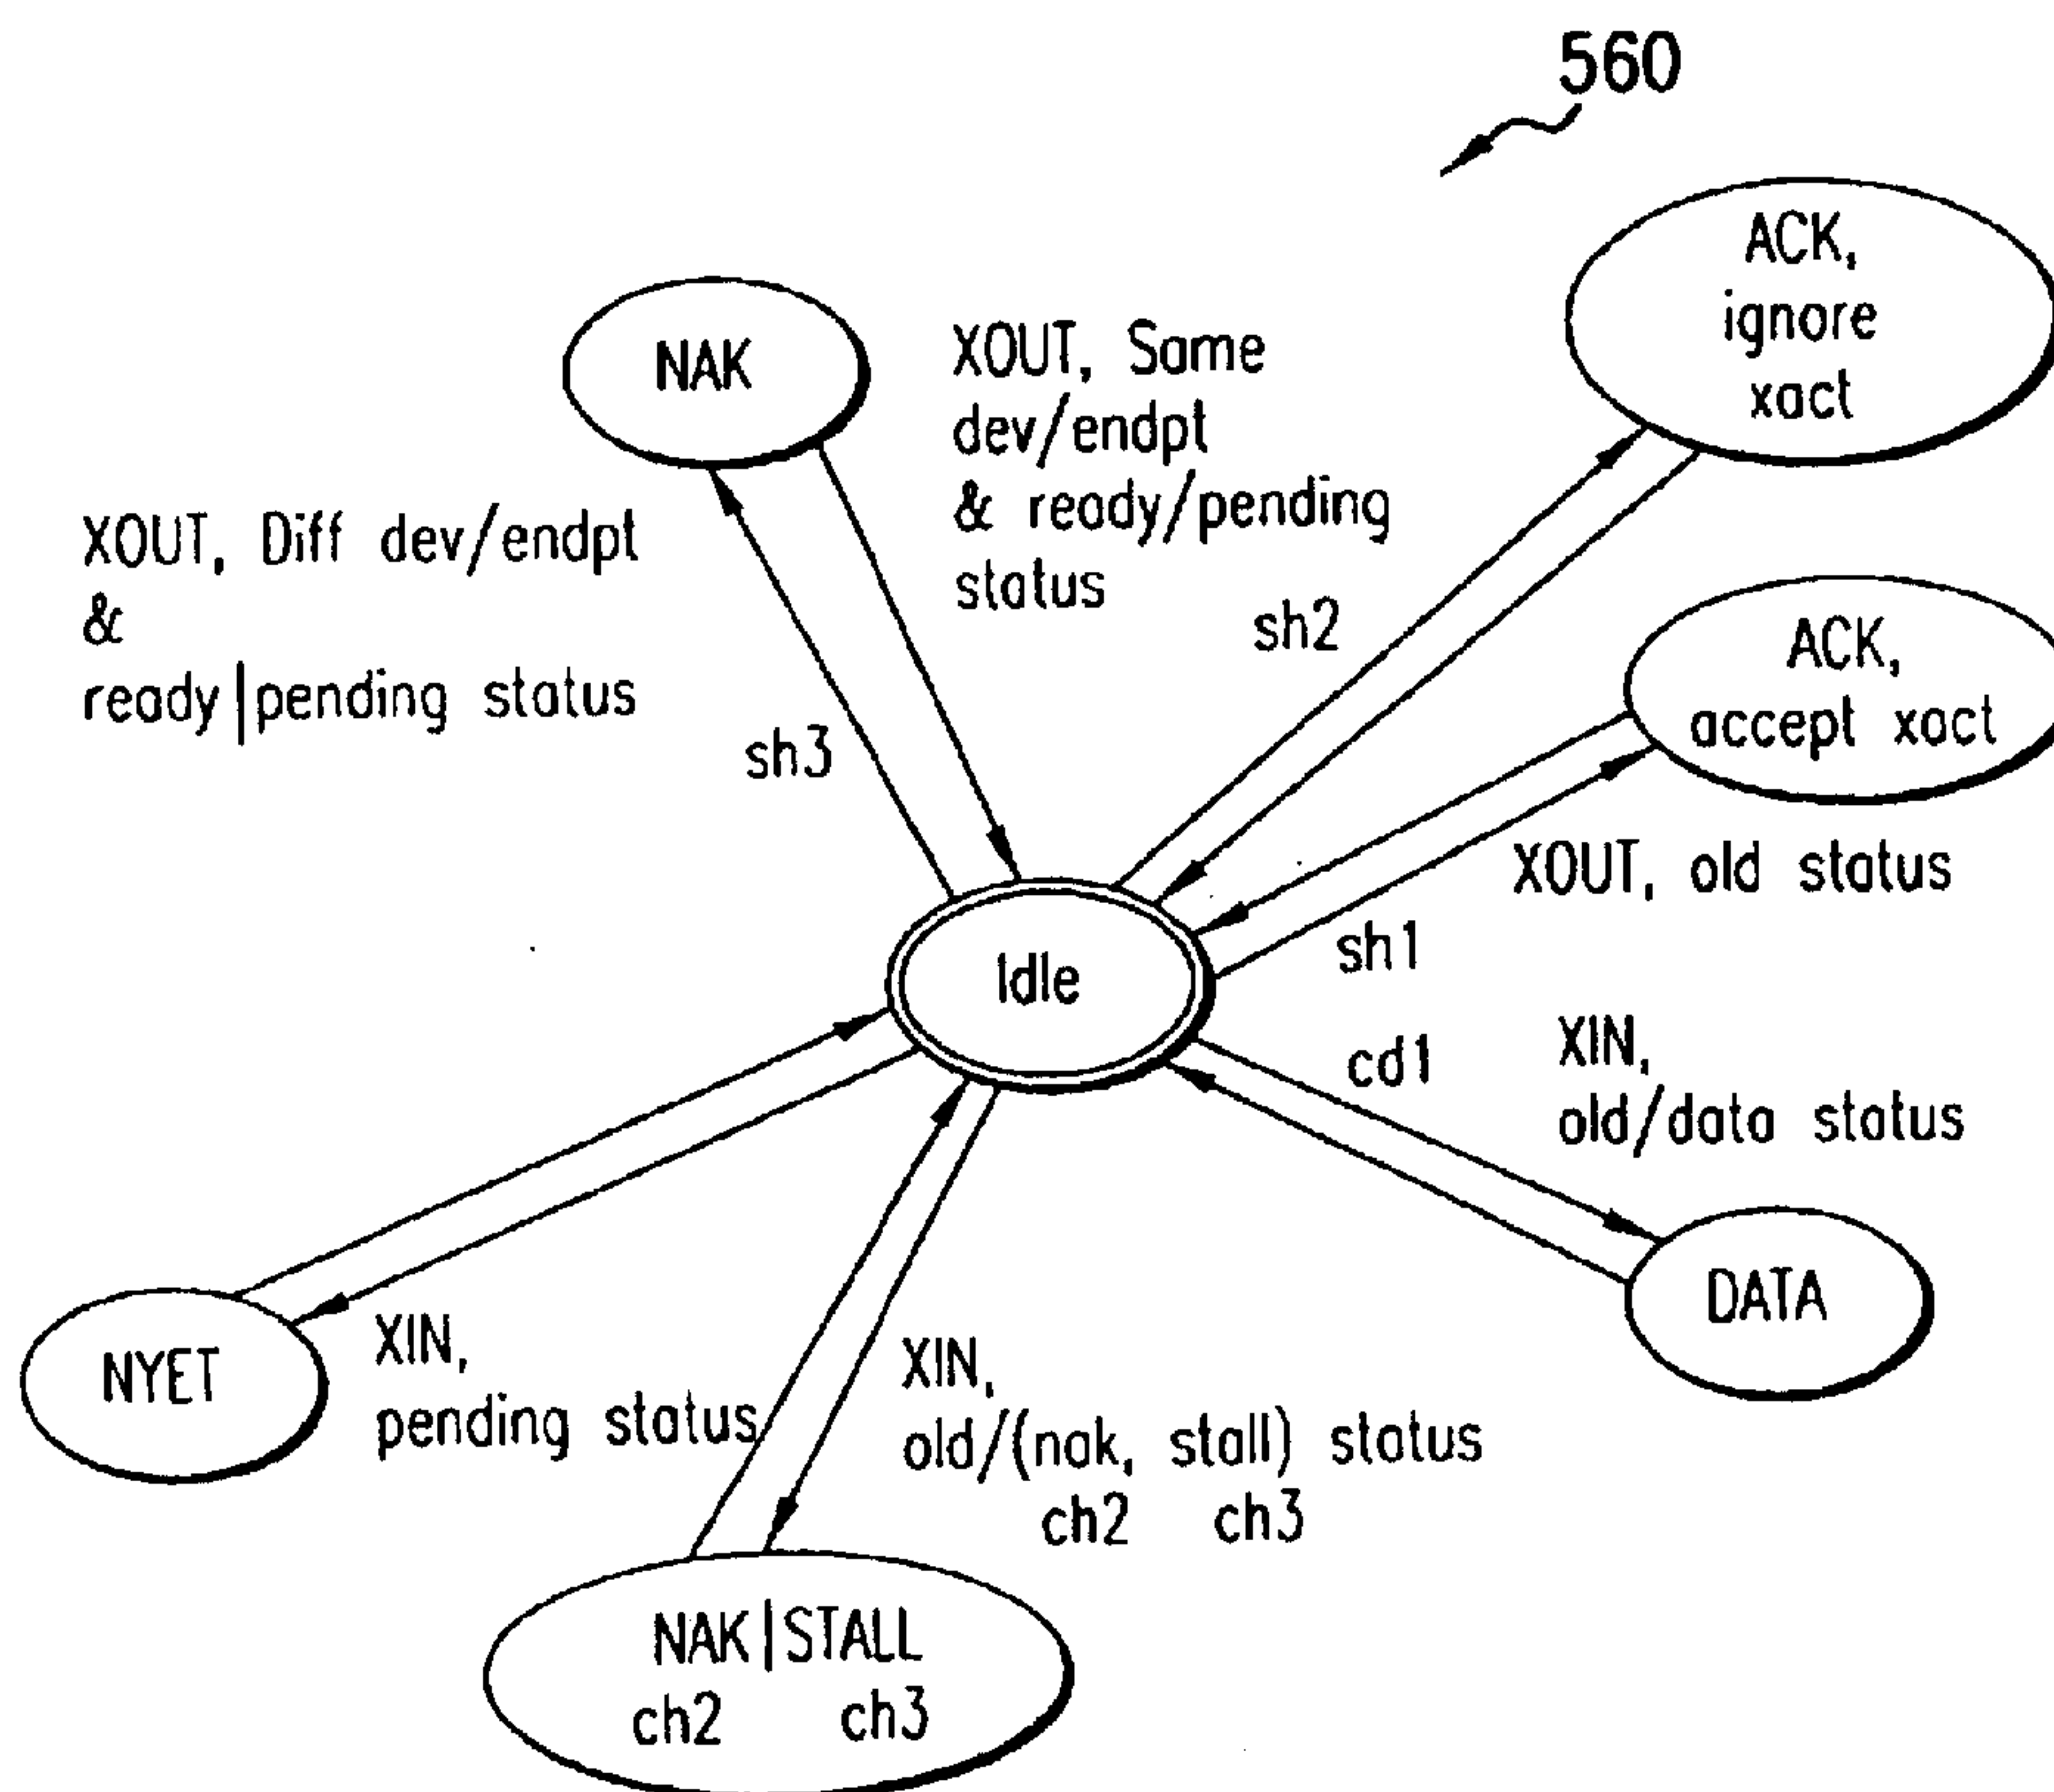 560
ACK,
ignore
xact
NAK
XOUT, Same
dev/endpt
& ready/pending
status
XOUT, Diff dev/endpt
&
ready|pending status
sh2
ACK,
accept xact
sh3
XOUT, old status
sh1
Idle
cd1
XIN,
old/data status
DATA
NYET
XIN,
pending status
XIN,
old/(nak, stall) status
ch2 ch3
NAK|STALL
ch2 ch3